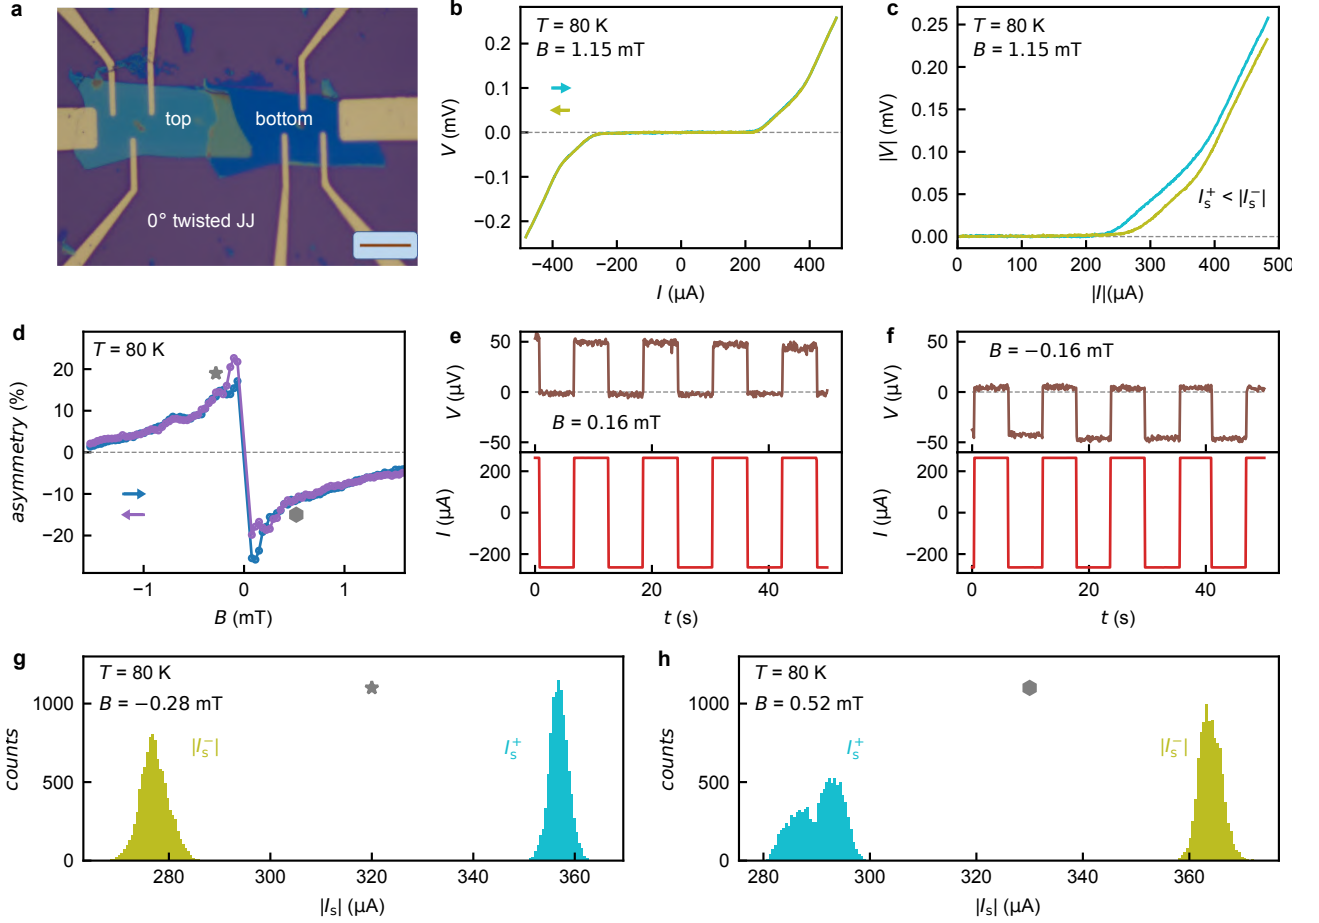 a
top
bottom
0° twisted JJ
b
T = 80 K
B = 1.15 mT
V (mV)
0.2
0.1
0.0
−0.1
−0.2
−400
−200
0
200
400
I (μA)
c
T = 80 K
B = 1.15 mT
|V| (mV)
0.25
0.20
0.15
0.10
0.05
0.00
I_s^+ < |I_s^−|
0
100
200
300
400
500
|I|(μA)
d
T = 80 K
asymmetry (%)
20
10
0
−10
−20
−1
0
1
B (mT)
e
V (μV)
50
0
−50
B = 0.16 mT
I (μA)
200
0
−200
0
20
40
t (s)
f
B = −0.16 mT
V (μV)
50
0
−50
I (μA)
200
0
−200
0
20
40
t (s)
g
T = 80 K
B = −0.28 mT
|I_s^−|
I_s^+
counts
1000
500
0
280
300
320
340
360
|I_s| (μA)
h
T = 80 K
B = 0.52 mT
I_s^+
|I_s^−|
counts
1000
500
0
280
300
320
340
360
|I_s| (μA)